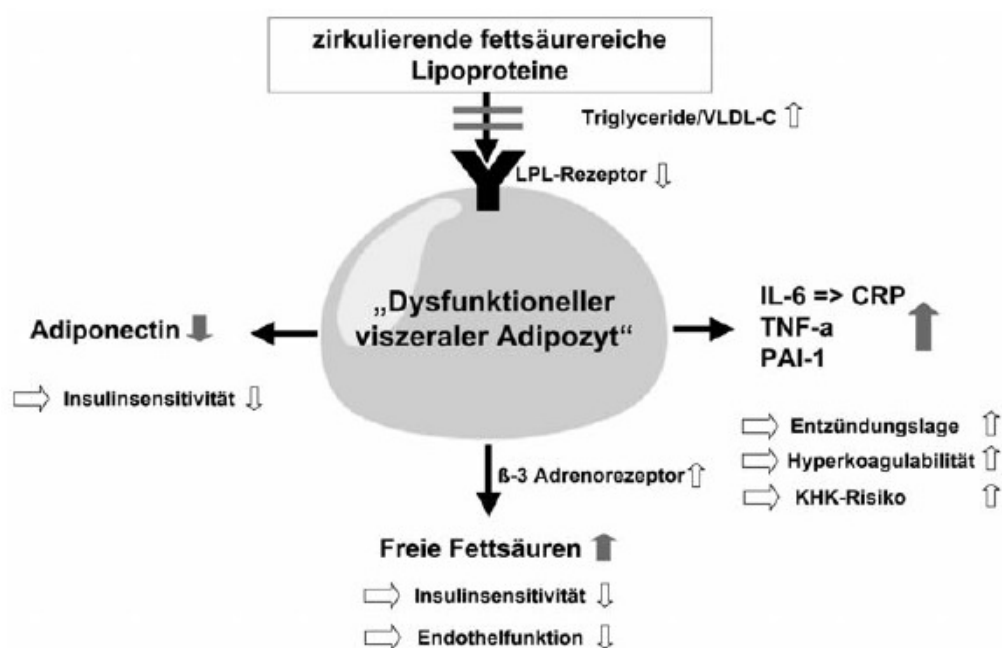 zirkulierende fettsäurereiche
Lipoproteine
Triglyceride/VLDL-C ⇧
LPL-Rezeptor ⇩
„Dysfunktioneller
viszeraler Adipozyt“
Adiponectin ⬇
⇨ Insulinsensitivität ⇩
IL-6 => CRP
TNF-a
PAI-1
⇨ Entzündungslage ⇧
⇨ Hyperkoagulabilität ⇧
⇨ KHK-Risiko ⇧
ß-3 Adrenorezeptor ⇧
Freie Fettsäuren ⬆
⇨ Insulinsensitivität ⇩
⇨ Endothelfunktion ⇩